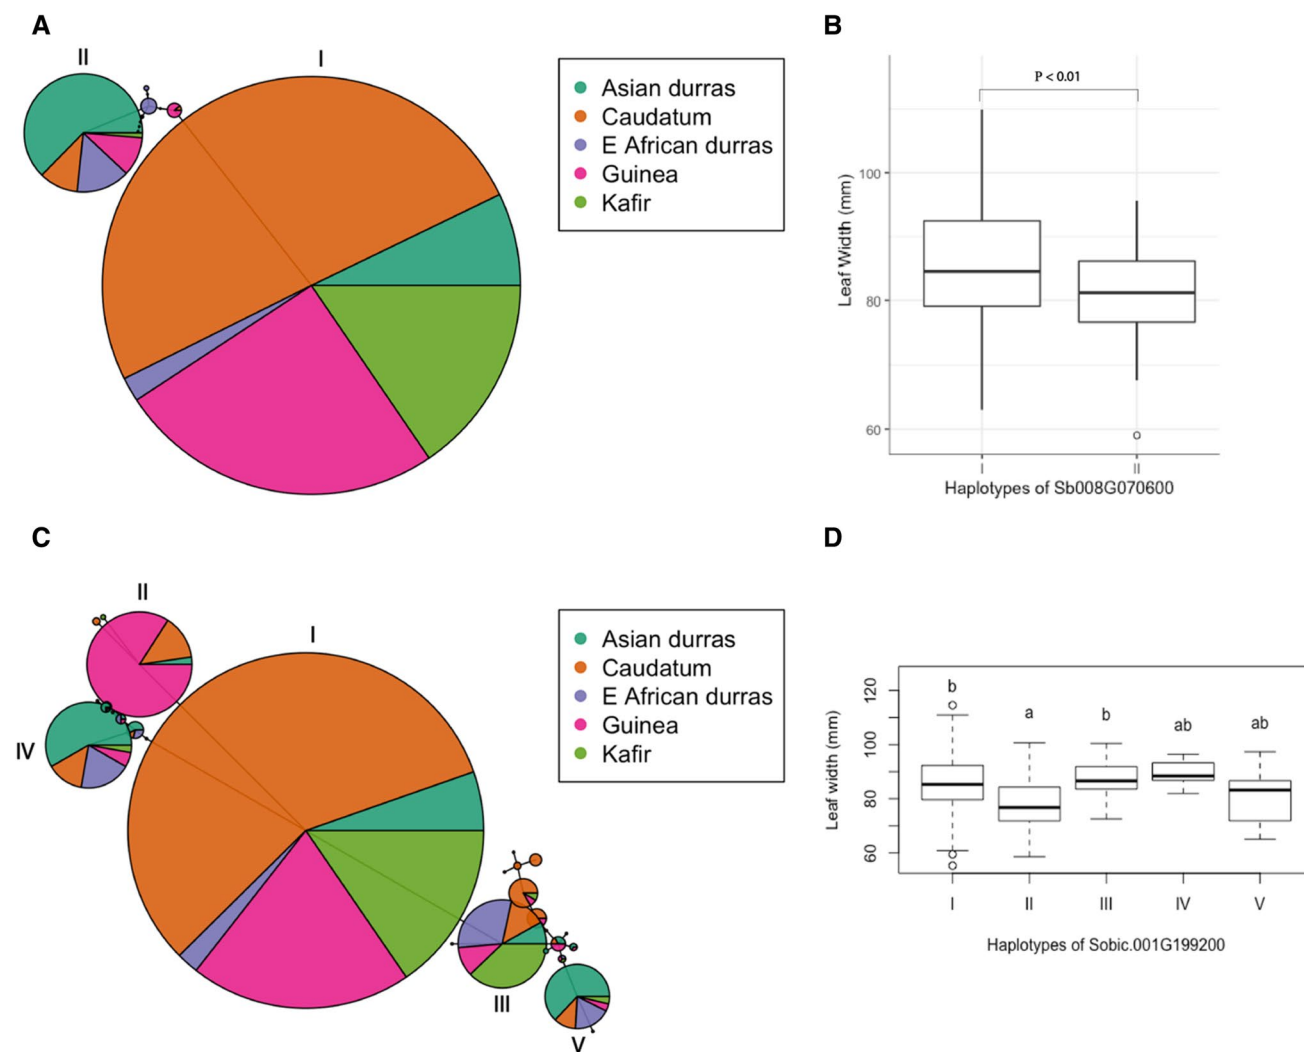 A
II
I
Asian durras
Caudatum
E African durras
Guinea
Kafir
B
P < 0.01
Leaf Width (mm)
100
80
60
I
II
Haplotypes of Sb008G070600
C
II
I
IV
III
V
Asian durras
Caudatum
E African durras
Guinea
Kafir
D
Leaf width (mm)
120
100
80
60
b
a
b
ab
ab
I
II
III
IV
V
Haplotypes of Sobic.001G199200